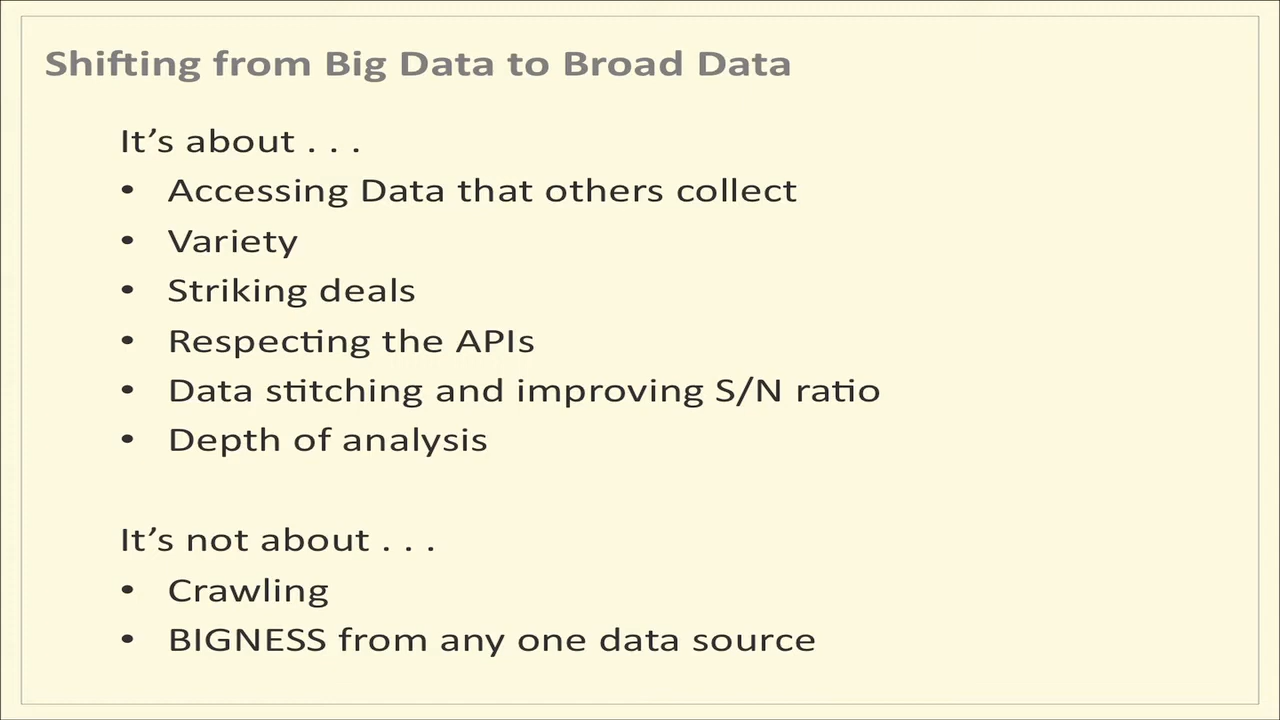 Shifting from Big Data to Broad Data
It’s about . . .
• Accessing Data that others collect
• Variety
• Striking deals
• Respecting the APIs
• Data stitching and improving S/N ratio
• Depth of analysis
It’s not about . . .
• Crawling
• BIGNESS from any one data source